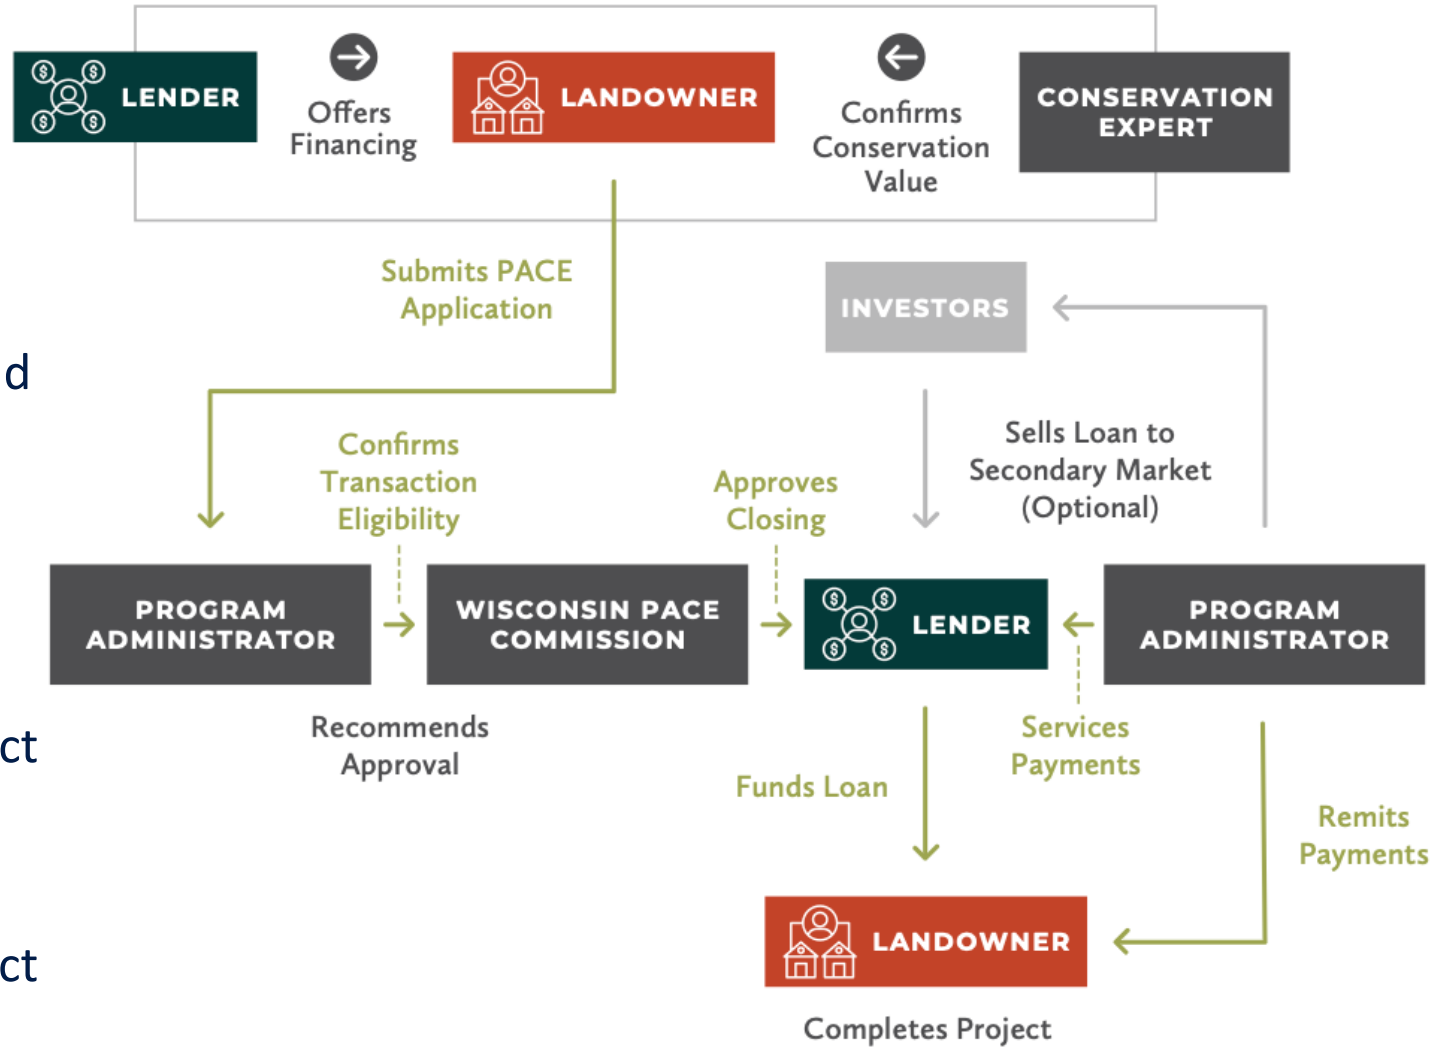 LENDER
Offers
Financing
LANDOWNER
Confirms
Conservation
Value
CONSERVATION
EXPERT
Submits PACE
Application
INVESTORS
d
Sells Loan to
Secondary Market
(Optional)
Confirms
Transaction
Eligibility
Approves
Closing
PROGRAM
ADMINISTRATOR
WISCONSIN PACE
COMMISSION
LENDER
PROGRAM
ADMINISTRATOR
Recommends
Approval
ct
Funds Loan
Services
Payments
Remits
Payments
LANDOWNER
ct
Completes Project